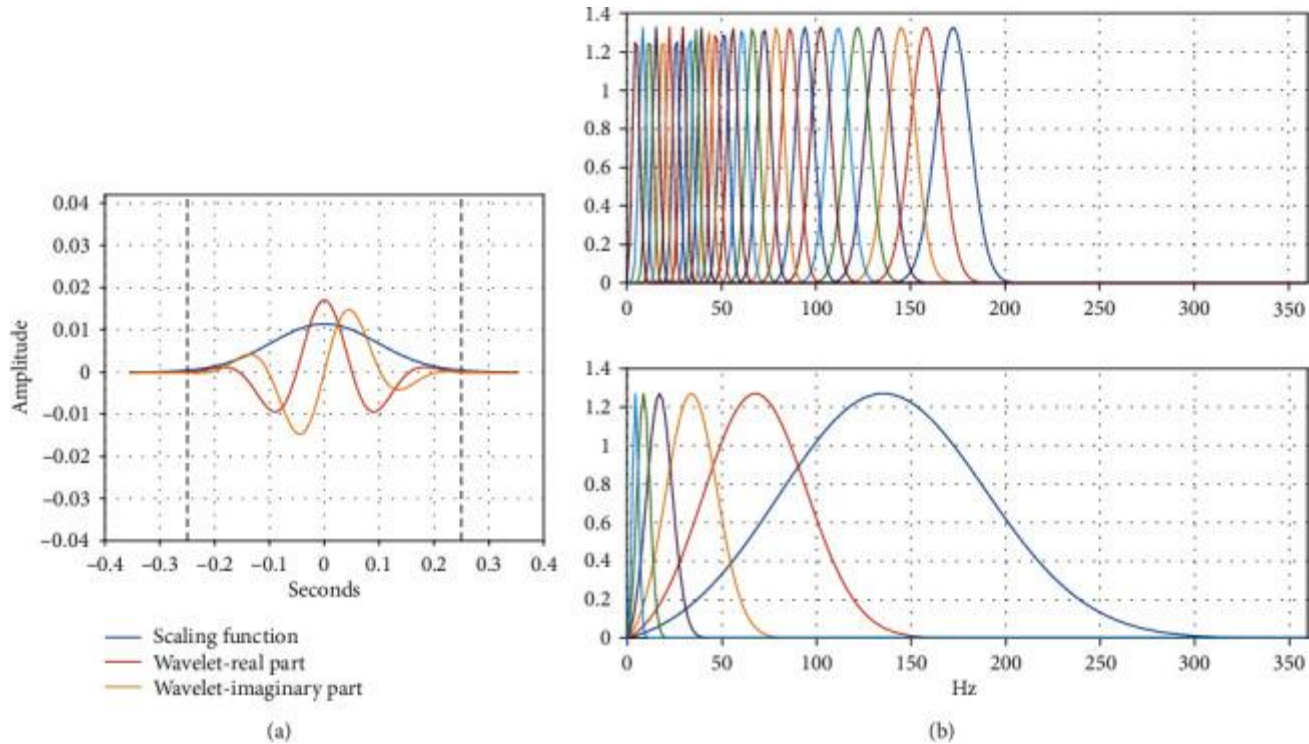 0.04
0.03
0.02
0.01
0
−0.01
−0.02
−0.03
−0.04
Amplitude
−0.4 −0.3 −0.2 −0.1 0 0.1 0.2 0.3 0.4
Seconds
Scaling function
Wavelet-real part
Wavelet-imaginary part
(a)
1.4
1.2
1
0.8
0.6
0.4
0.2
0
0 50 100 150 200 250 300 350
1.4
1.2
1
0.8
0.6
0.4
0.2
0
0 50 100 150 200 250 300 350
Hz
(b)